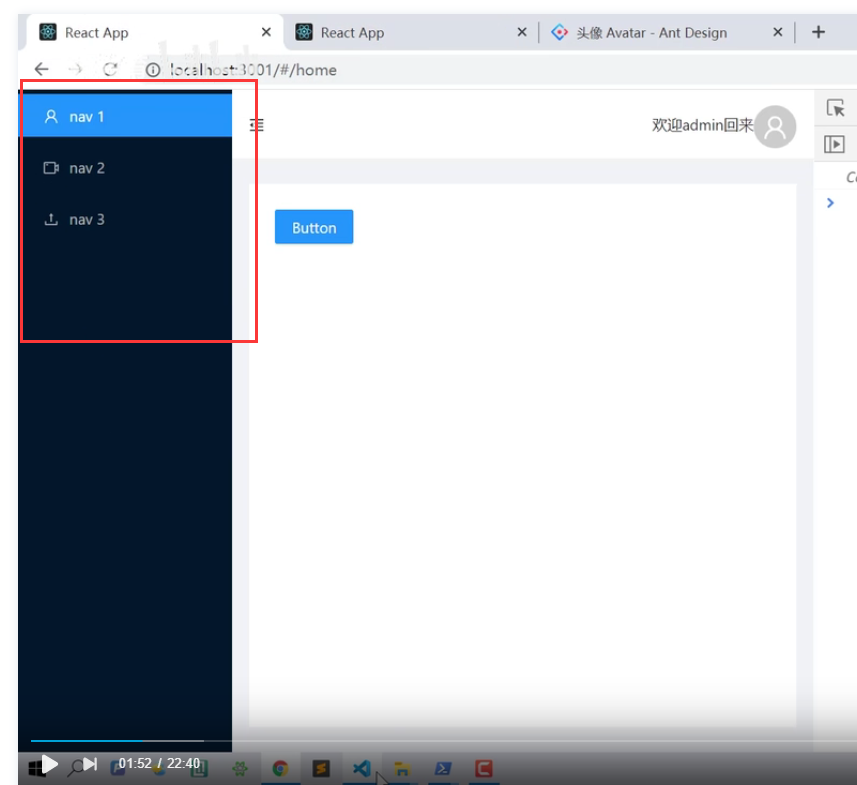 React App
React App
头像 Avatar - Ant Design
localhost:3001/#/home
nav 1
欢迎admin回来
nav 2
nav 3
Button
01:52 / 22:40